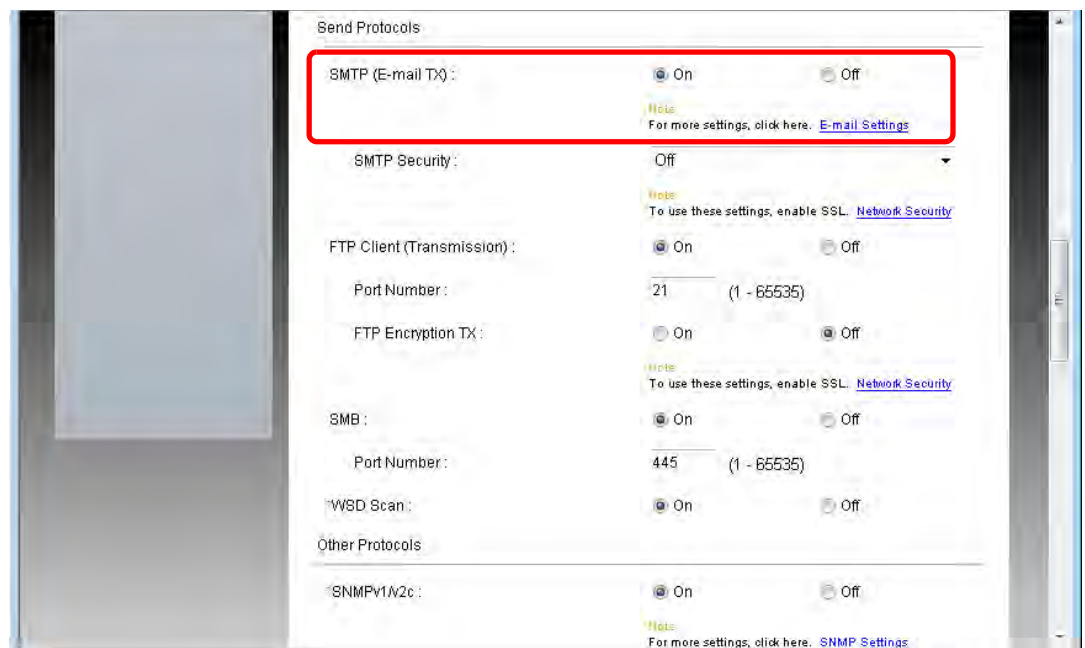 Send Protocols
SMTP (E-mail TX) : On Off
Note
For more settings, click here. E-mail Settings
SMTP Security : Off
Note
To use these settings, enable SSL. Network Security
FTP Client (Transmission) : On Off
Port Number : 21 (1 - 65535)
FTP Encryption TX : On Off
Note
To use these settings, enable SSL. Network Security
SMB : On Off
Port Number : 445 (1 - 65535)
*WSD Scan : On Off
Other Protocols
*SNMPv1/v2c : On Off
Note
For more settings, click here. SNMP Settings